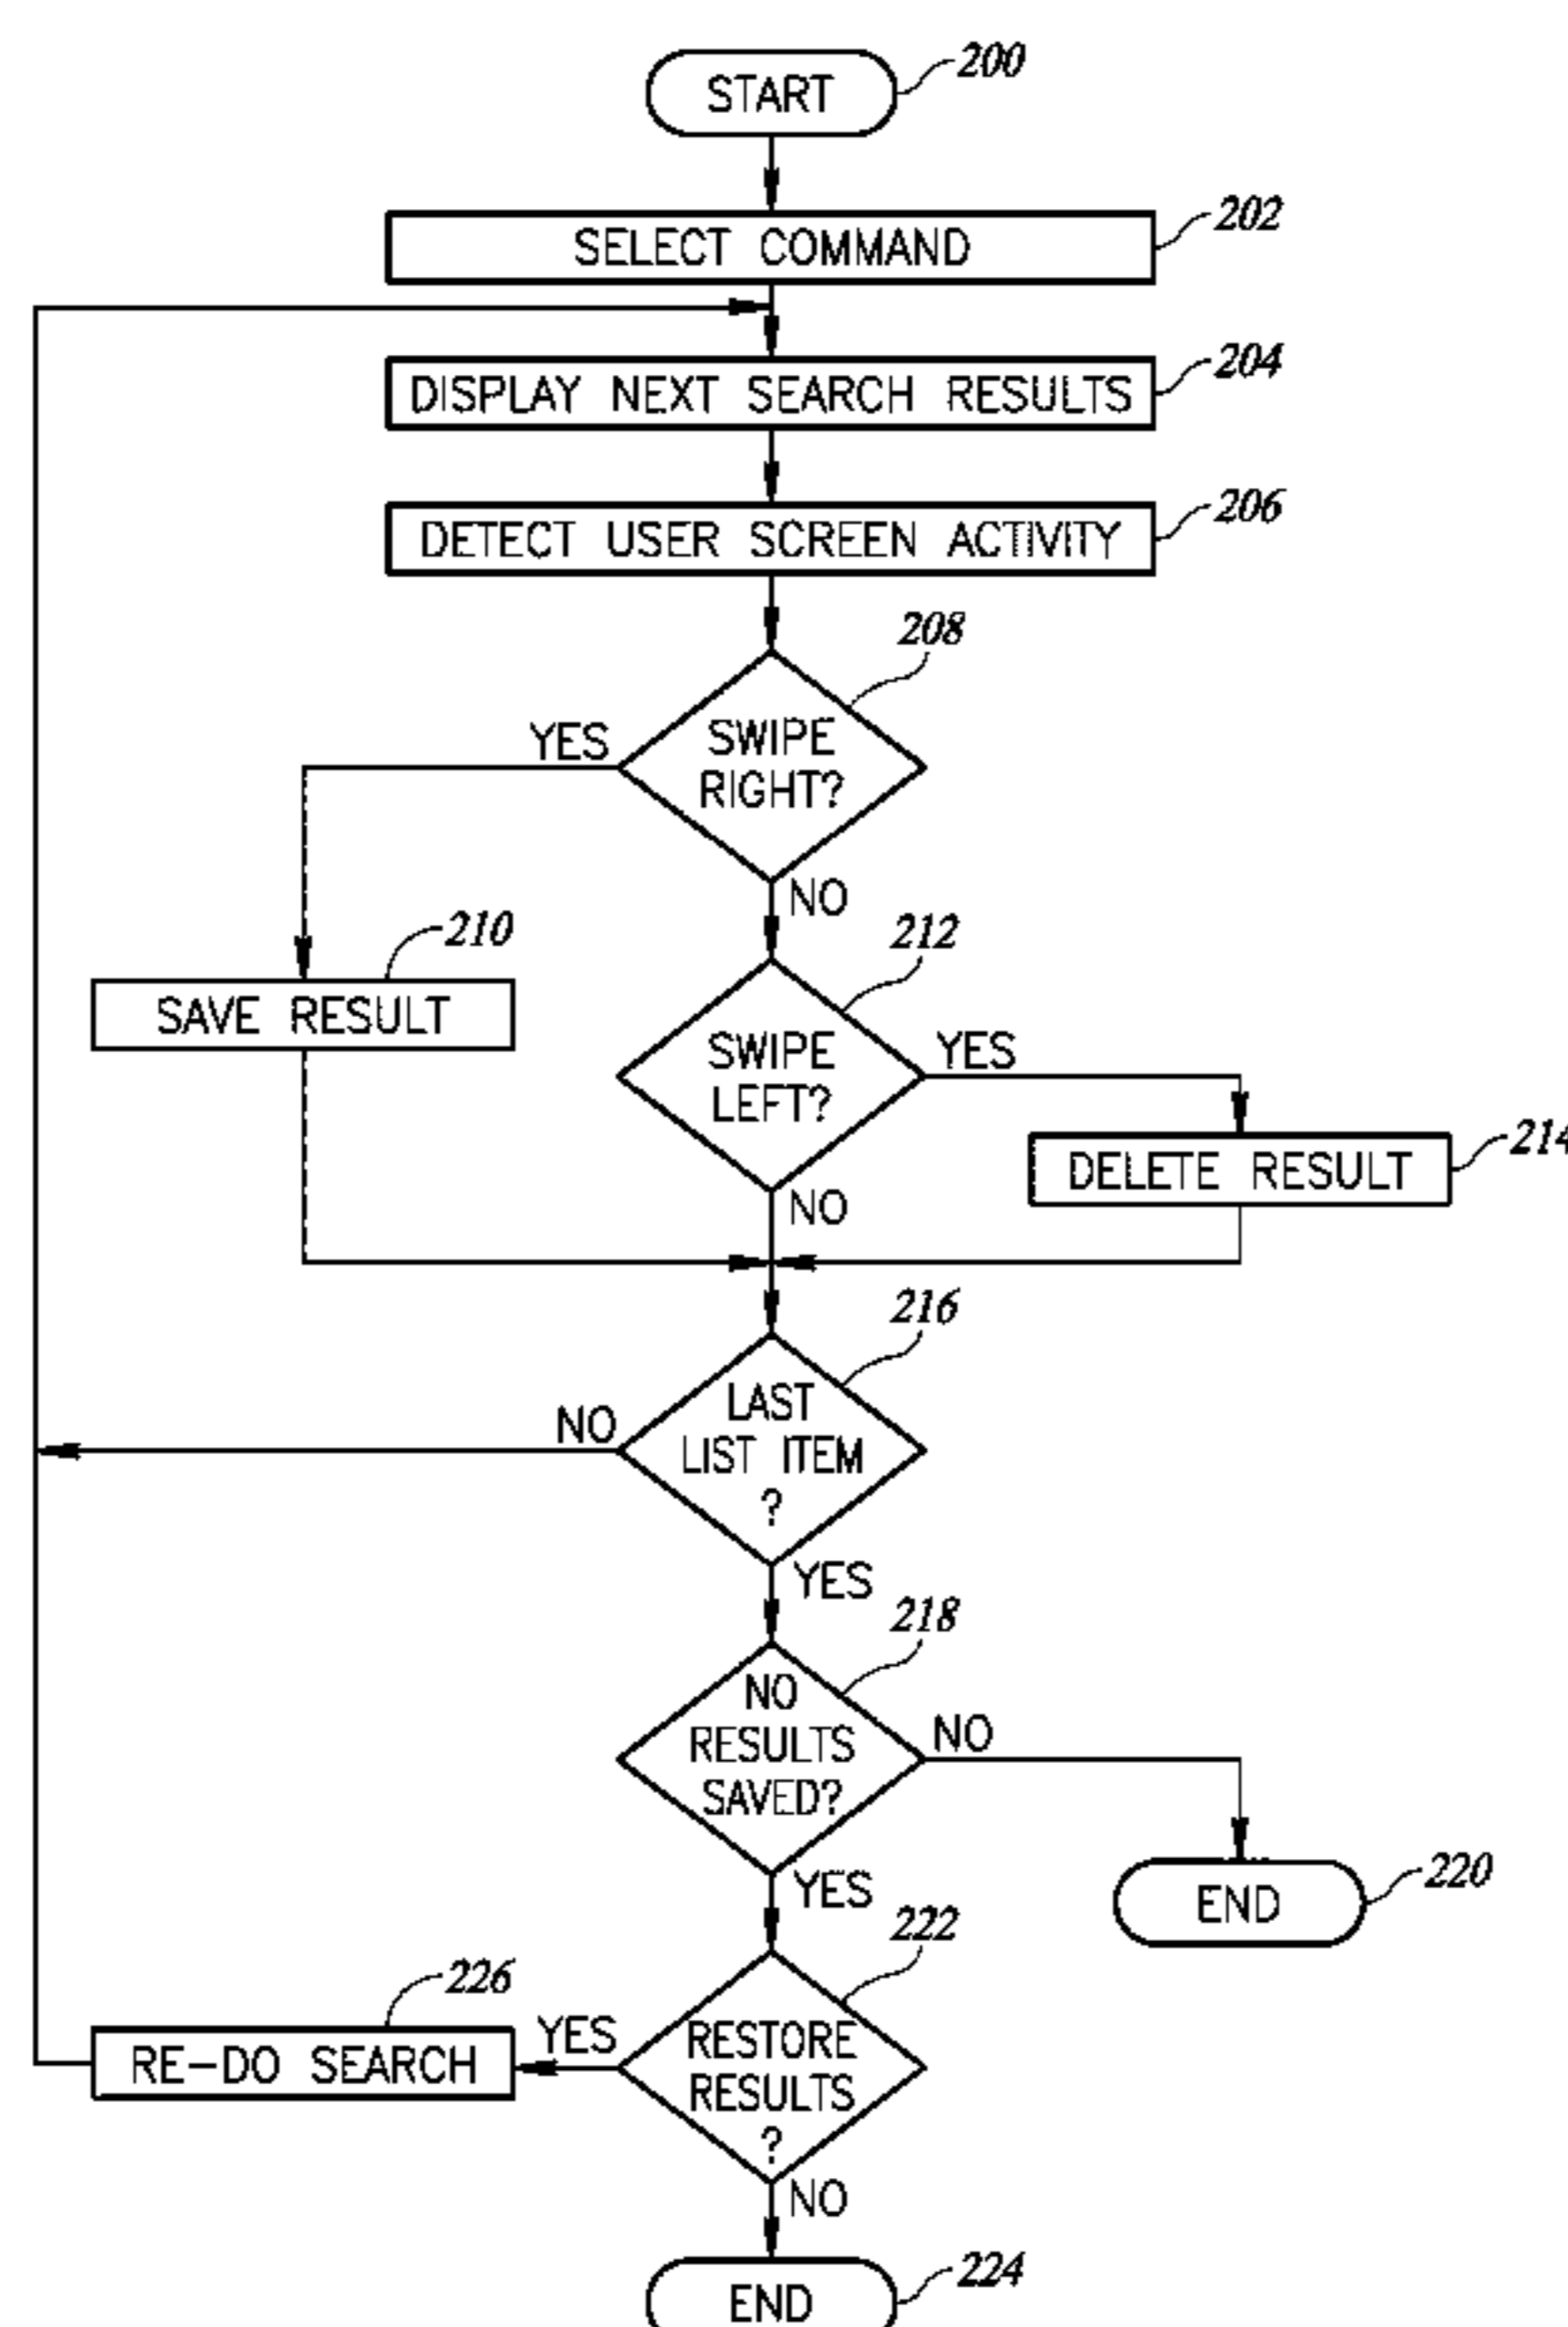 START
200
SELECT COMMAND
202
DISPLAY NEXT SEARCH RESULTS
204
DETECT USER SCREEN ACTIVITY
206
208
SWIPE
RIGHT?
YES
NO
210
SAVE RESULT
212
SWIPE
LEFT?
YES
NO
214
DELETE RESULT
216
LAST
LIST ITEM
?
NO
YES
218
NO
RESULTS
SAVED?
NO
YES
220
END
222
RESTORE
RESULTS
?
YES
226
RE-DO SEARCH
NO
END
224